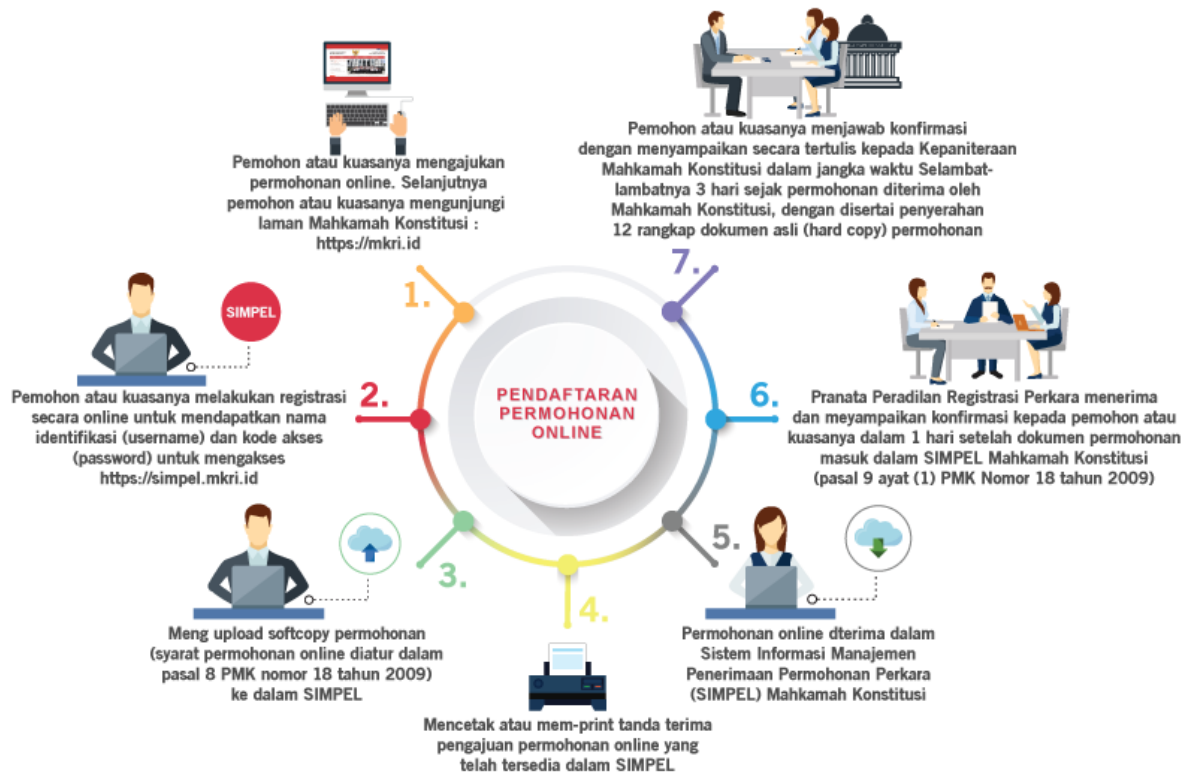 PENDAFTARAN
PERMOHONAN
ONLINE
1.
Pemohon atau kuasanya mengajukan
permohonan online. Selanjutnya
pemohon atau kuasanya mengunjungi
laman Mahkamah Konstitusi :
https://mkri.id
2.
SIMPEL
Pemohon atau kuasanya melakukan registrasi
secara online untuk mendapatkan nama
identifikasi (username) dan kode akses
(password) untuk mengakses
https://simpel.mkri.id
3.
Meng upload softcopy permohonan
(syarat permohonan online diatur dalam
pasal 8 PMK nomor 18 tahun 2009)
ke dalam SIMPEL
4.
Mencetak atau mem-print tanda terima
pengajuan permohonan online yang
telah tersedia dalam SIMPEL
5.
Permohonan online dterima dalam
Sistem Informasi Manajemen
Penerimaan Permohonan Perkara
(SIMPEL) Mahkamah Konstitusi
6.
Pranata Peradilan Registrasi Perkara menerima
dan meyampaikan konfirmasi kepada pemohon atau
kuasanya dalam 1 hari setelah dokumen permohonan
masuk dalam SIMPEL Mahkamah Konstitusi
(pasal 9 ayat (1) PMK Nomor 18 tahun 2009)
7.
Pemohon atau kuasanya menjawab konfirmasi
dengan menyampaikan secara tertulis kepada Kepaniteraan
Mahkamah Konstitusi dalam jangka waktu Selambat-
lambatnya 3 hari sejak permohonan diterima oleh
Mahkamah Konstitusi, dengan disertai penyerahan
12 rangkap dokumen asli (hard copy) permohonan